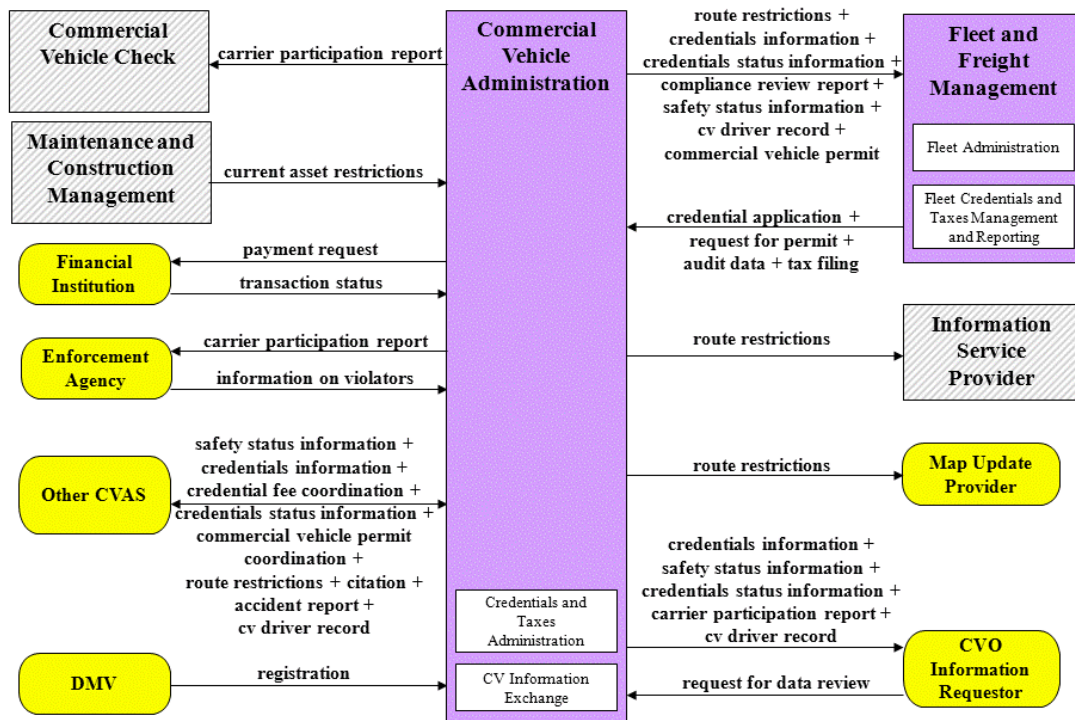 Commercial
Vehicle Check
carrier participation report
Maintenance and
Construction
Management
current asset restrictions
Financial
Institution
payment request
transaction status
Enforcement
Agency
carrier participation report
information on violators
Other CVAS
safety status information +
credentials information +
credential fee coordination +
credentials status information +
commercial vehicle permit
coordination +
route restrictions + citation +
accident report +
cv driver record
DMV
registration
Commercial
Vehicle
Administration
Credentials and
Taxes
Administration
CV Information
Exchange
route restrictions +
credentials information +
credentials status information +
compliance review report +
safety status information +
cv driver record +
commercial vehicle permit
Fleet and
Freight
Management
Fleet Administration
Fleet Credentials and
Taxes Management
and Reporting
credential application +
request for permit +
audit data + tax filing
route restrictions
Information
Service
Provider
route restrictions
Map Update
Provider
credentials information +
safety status information +
credentials status information +
carrier participation report +
cv driver record
request for data review
CVO
Information
Requestor